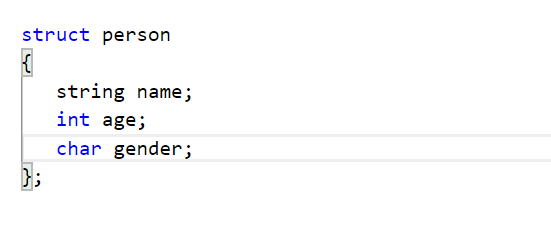 struct person
{
string name;
int age;
char gender;
};